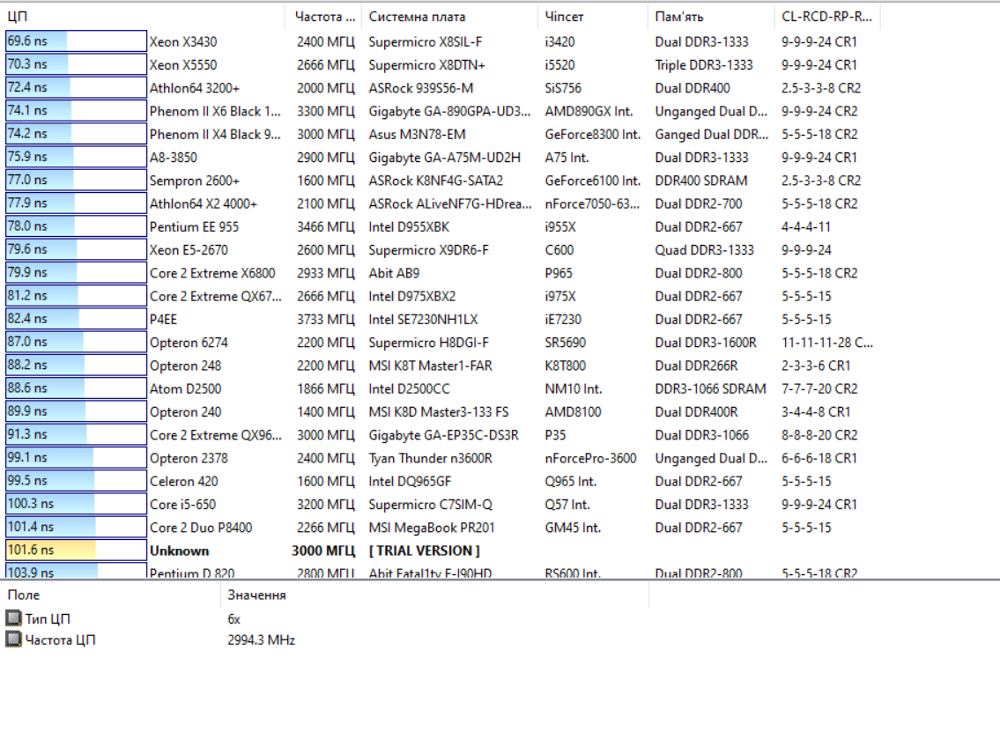 ЦП Частота ... Системна плата Чіпсет Пам'ять CL-RCD-RP-R...
69.6 ns Xeon X3430 2400 МГЦ Supermicro X8SIL-F i3420 Dual DDR3-1333 9-9-9-24 CR1
70.3 ns Xeon X5550 2666 МГЦ Supermicro X8DTN+ i5520 Triple DDR3-1333 9-9-9-24 CR1
72.4 ns Athlon64 3200+ 2000 МГЦ ASRock 939S56-M SiS756 Dual DDR400 2.5-3-3-8 CR2
74.1 ns Phenom II X6 Black 1... 3300 МГЦ Gigabyte GA-890GPA-UD3... AMD890GX Int. Unganged Dual D... 9-9-9-24 CR2
74.2 ns Phenom II X4 Black 9... 3000 МГЦ Asus M3N78-EM GeForce8300 Int. Ganged Dual DDR... 5-5-5-18 CR2
75.9 ns A8-3850 2900 МГЦ Gigabyte GA-A75M-UD2H A75 Int. Dual DDR3-1333 9-9-9-24 CR1
77.0 ns Sempron 2600+ 1600 МГЦ ASRock K8NF4G-SATA2 GeForce6100 Int. DDR400 SDRAM 2.5-3-3-8 CR2
77.9 ns Athlon64 X2 4000+ 2100 МГЦ ASRock ALiveNF7G-HDrea... nForce7050-63... Dual DDR2-700 5-5-5-18 CR2
78.0 ns Pentium EE 955 3466 МГЦ Intel D955XBK i955X Dual DDR2-667 4-4-4-11
79.6 ns Xeon E5-2670 2600 МГЦ Supermicro X9DR6-F C600 Quad DDR3-1333 9-9-9-24
79.9 ns Core 2 Extreme X6800 2933 МГЦ Abit AB9 P965 Dual DDR2-800 5-5-5-18 CR2
81.2 ns Core 2 Extreme QX67... 2666 МГЦ Intel D975XBX2 i975X Dual DDR2-667 5-5-5-15
82.4 ns P4EE 3733 МГЦ Intel SE7230NH1LX iE7230 Dual DDR2-667 5-5-5-15
87.0 ns Opteron 6274 2200 МГЦ Supermicro H8DGI-F SR5690 Dual DDR3-1600R 11-11-11-28 C...
88.2 ns Opteron 248 2200 МГЦ MSI K8T Master1-FAR K8T800 Dual DDR266R 2-3-3-6 CR1
88.6 ns Atom D2500 1866 МГЦ Intel D2500CC NM10 Int. DDR3-1066 SDRAM 7-7-7-20 CR2
89.9 ns Opteron 240 1400 МГЦ MSI K8D Master3-133 FS AMD8100 Dual DDR400R 3-4-4-8 CR1
91.3 ns Core 2 Extreme QX96... 3000 МГЦ Gigabyte GA-EP35C-DS3R P35 Dual DDR3-1066 8-8-8-20 CR2
99.1 ns Opteron 2378 2400 МГЦ Tyan Thunder n3600R nForcePro-3600 Unganged Dual D... 6-6-6-18 CR1
99.5 ns Celeron 420 1600 МГЦ Intel DQ965GF Q965 Int. Dual DDR2-667 5-5-5-15
100.3 ns Core i5-650 3200 МГЦ Supermicro C7SIM-Q Q57 Int. Dual DDR3-1333 9-9-9-24 CR1
101.4 ns Core 2 Duo P8400 2266 МГЦ MSI MegaBook PR201 GM45 Int. Dual DDR2-667 5-5-5-15
101.6 ns Unknown 3000 МГЦ [ TRIAL VERSION ]
103.9 ns Pentium D 820 2800 МГЦ Abit Fatal1ty F-I90HD RS600 Int. Dual DDR2-800 5-5-5-18 CR2
Поле Значення
Тип ЦП 6x
Частота ЦП 2994.3 MHz